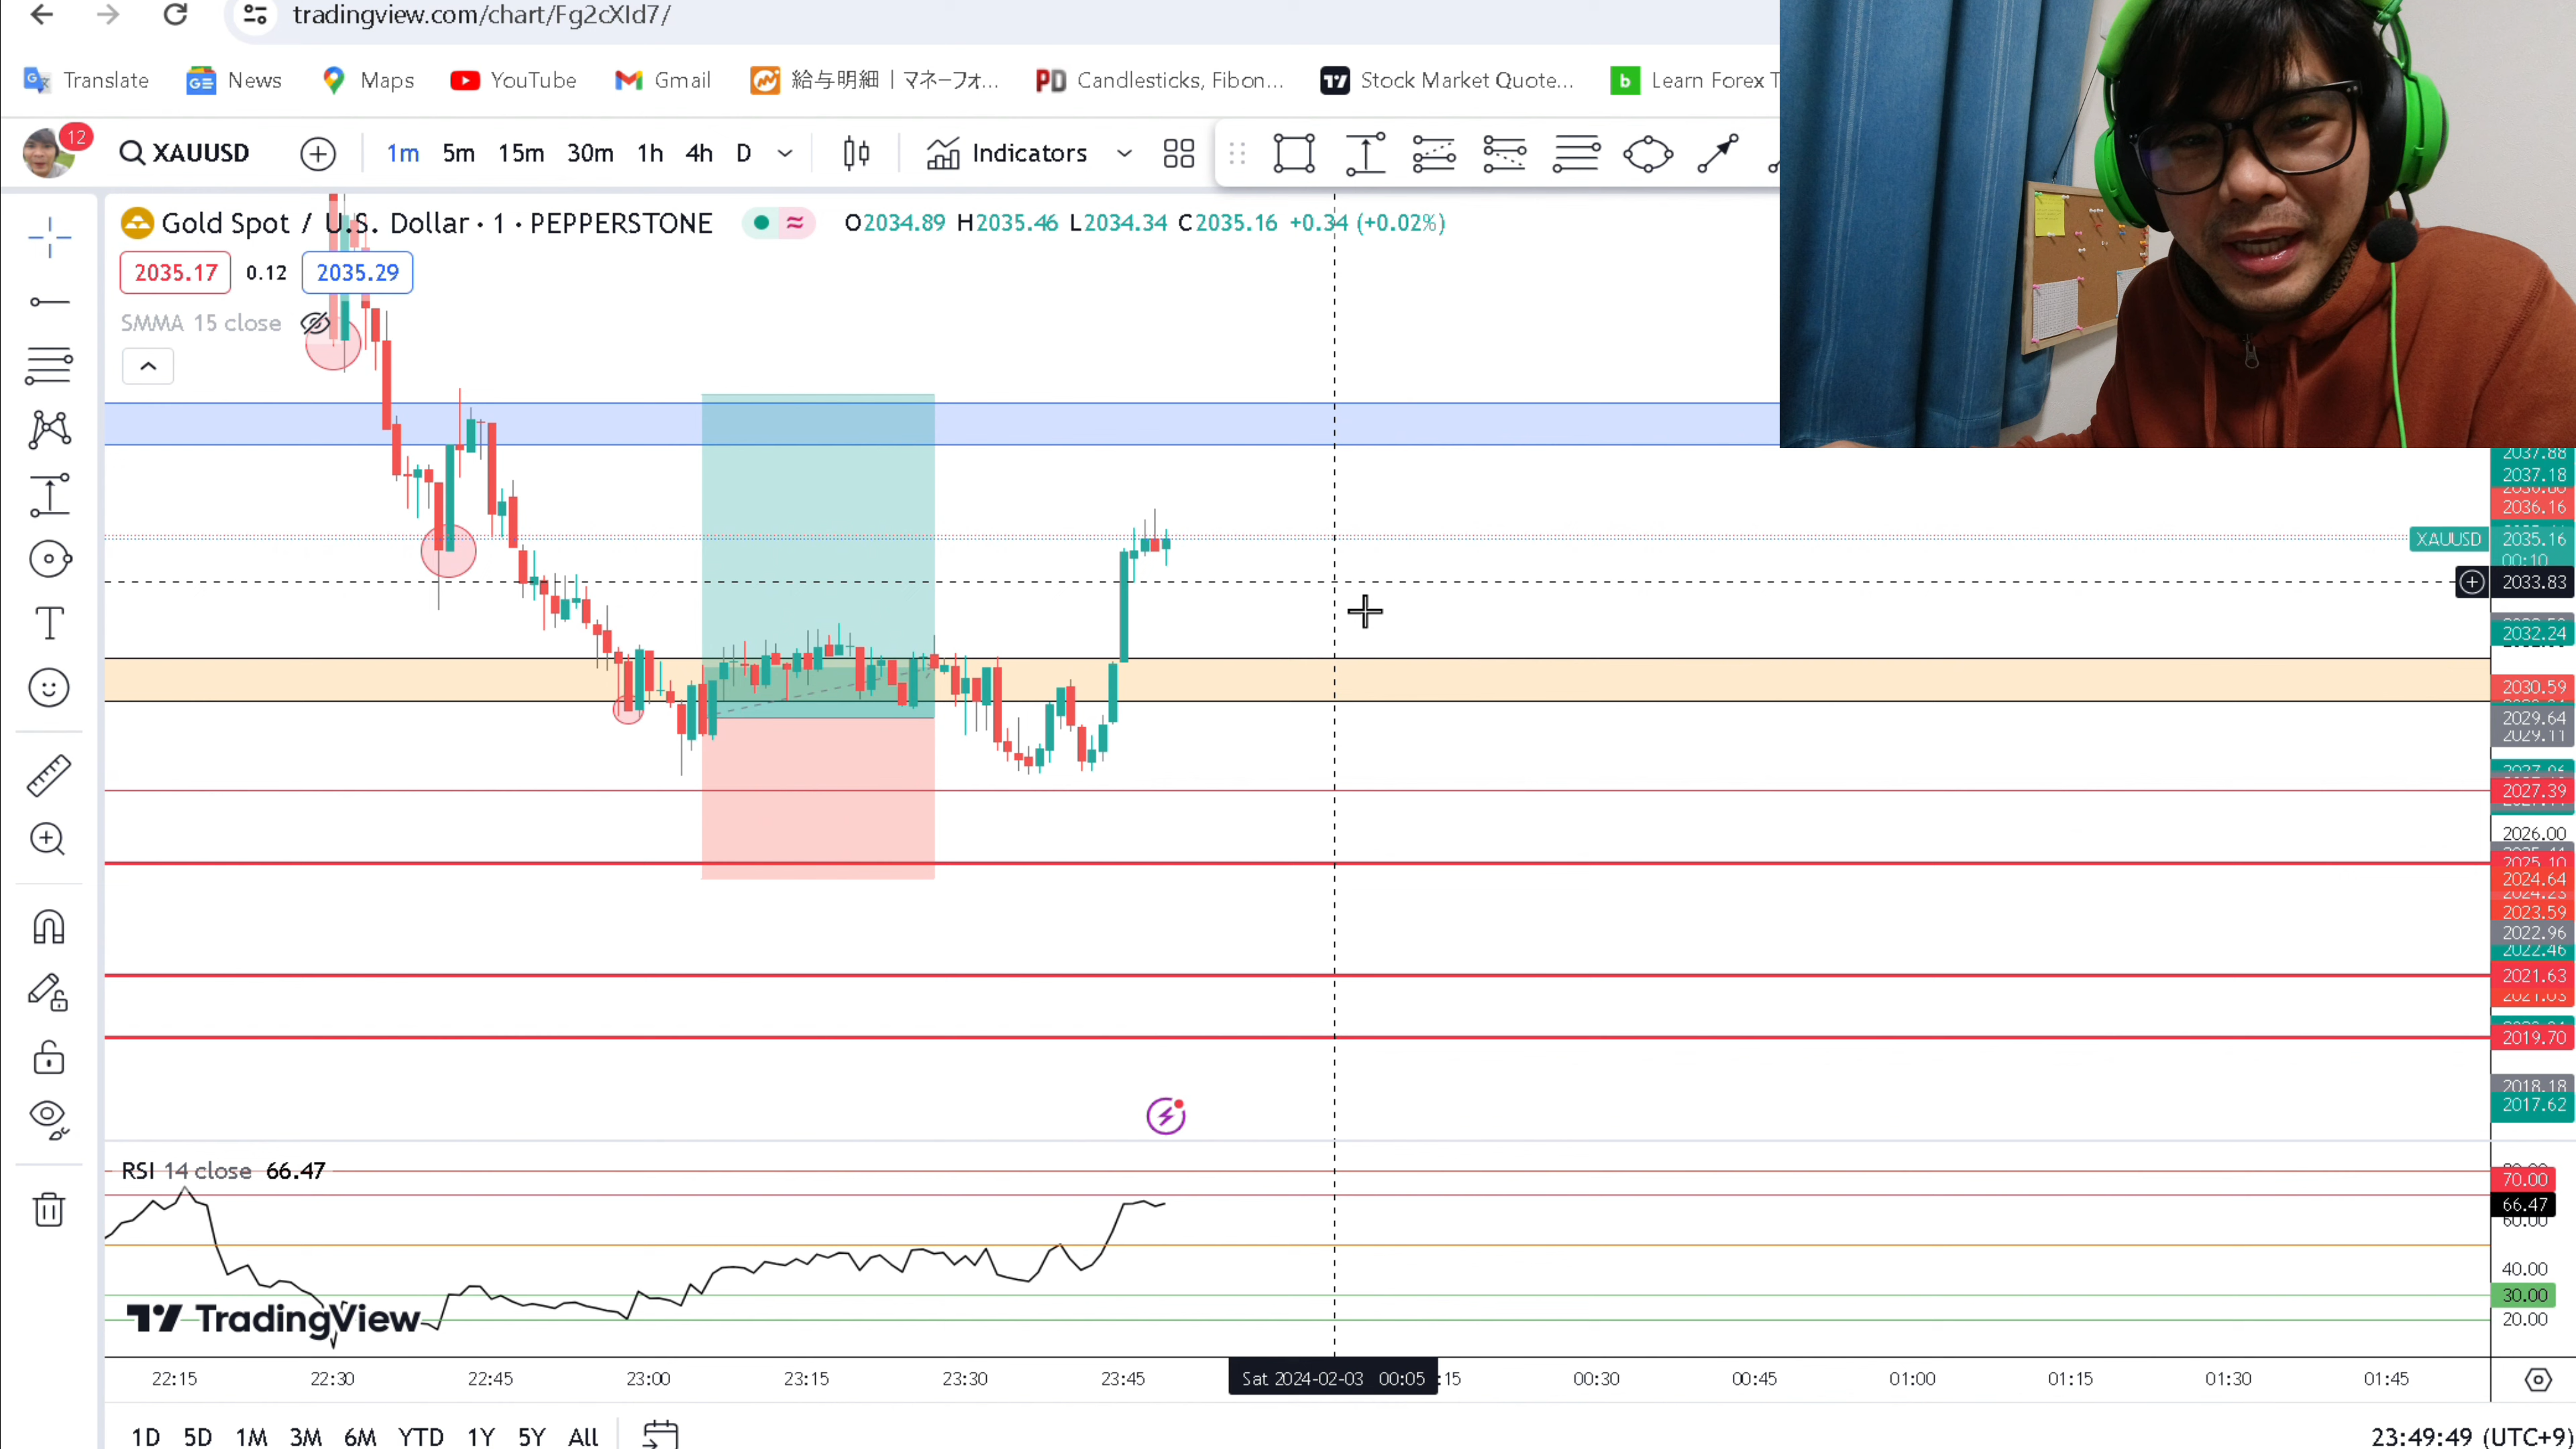 tradingview.com/chart/Fg2cXId7/
Translate News Maps YouTube Gmail 給与明細 | マネーフォ... Candlesticks, Fibon... Stock Market Quote... Learn Forex T
12 XAUUSD 1m 5m 15m 30m 1h 4h D Indicators
Gold Spot / U.S. Dollar · 1 · PEPPERSTONE O2034.89 H2035.46 L2034.34 C2035.16 +0.34 (+0.02%)
2035.17 0.12 2035.29
SMMA 15 close
2037.88
2037.18
2036.16
XAUUSD 2035.16
00:10
2033.83
2032.24
2030.59
2029.64
2029.11
2027.39
2026.00
2025.10
2024.64
2023.59
2022.96
2022.46
2021.63
2019.70
2018.18
2017.62
RSI 14 close 66.47
70.00
66.47
60.00
40.00
30.00
20.00
TradingView
22:15 22:30 22:45 23:00 23:15 23:30 23:45 Sat 2024-02-03 00:05 :15 00:30 00:45 01:00 01:15 01:30 01:45
1D 5D 1M 3M 6M YTD 1Y 5Y All 23:49:49 (UTC+9)